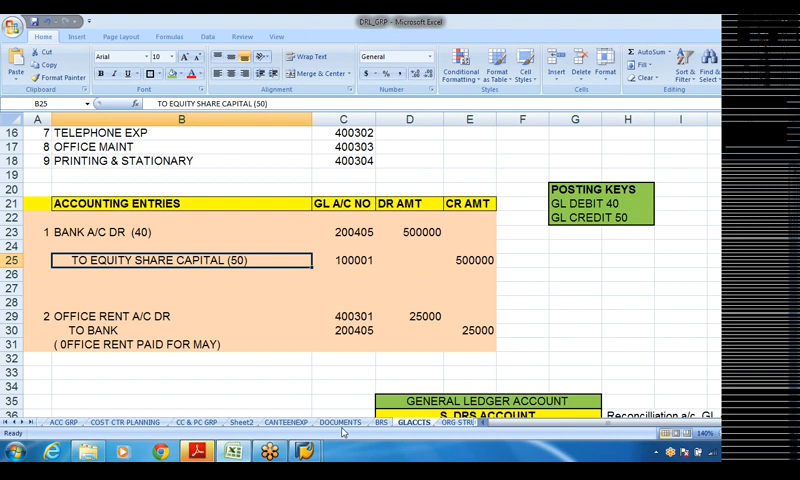 DRL_GRP - Microsoft Excel
Home Insert Page Layout Formulas Data Review View
Cut
Copy
Format Painter
Paste
Clipboard
Arial 10
B I U
Font
Wrap Text
Merge & Center
Alignment
General
$ % ,
Number
Conditional Formatting
Format as Table
Cell Styles
Styles
Insert Delete Format
Cells
AutoSum
Fill
Clear
Sort & Filter
Find & Select
Editing
B25 fx TO EQUITY SHARE CAPITAL (50)
A B C D E F G H I
16 7 TELEPHONE EXP 400302
17 8 OFFICE MAINT 400303
18 9 PRINTING & STATIONARY 400304
19
20 POSTING KEYS
21 ACCOUNTING ENTRIES GL A/C NO DR AMT CR AMT GL DEBIT 40
22 GL CREDIT 50
23 1 BANK A/C DR (40) 200405 500000
24
25 TO EQUITY SHARE CAPITAL (50) 100001 500000
26
27
28
29 2 OFFICE RENT A/C DR 400301 25000
30 TO BANK 200405 25000
31 ( 0FFICE RENT PAID FOR MAY)
32
33
34
35 GENERAL LEDGER ACCOUNT
36 S. DRS ACCOUNT Reconcilliation a/c GL
ACC GRP COST CTR PLANNING CC & PC GRP Sheet2 CANTEENEXP DOCUMENTS BRS GLACCTS ORG STRU
Ready 140%